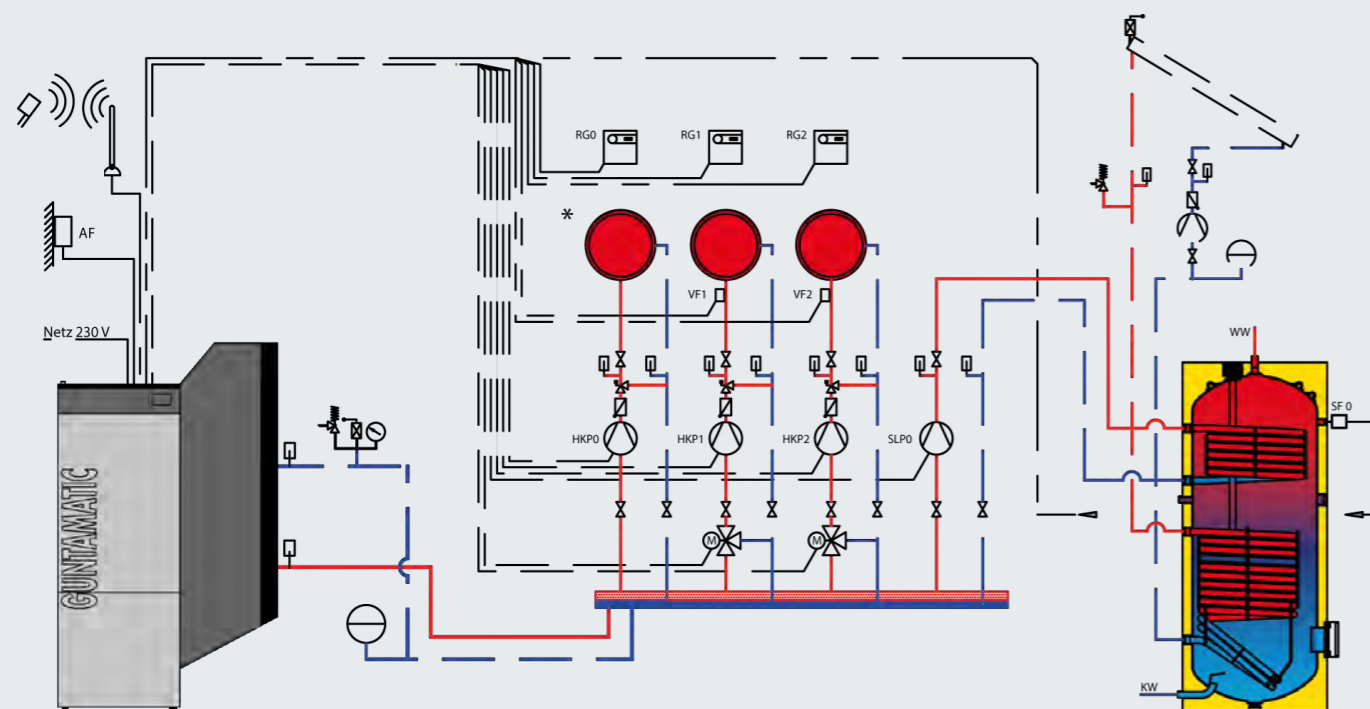 RG0
RG1
RG2
*
AF
VF1
VF2
Netz 230 V
WW
SF 0
HKP0
HKP1
HKP2
SLP0
GUNTAMATIC
M
M
KW